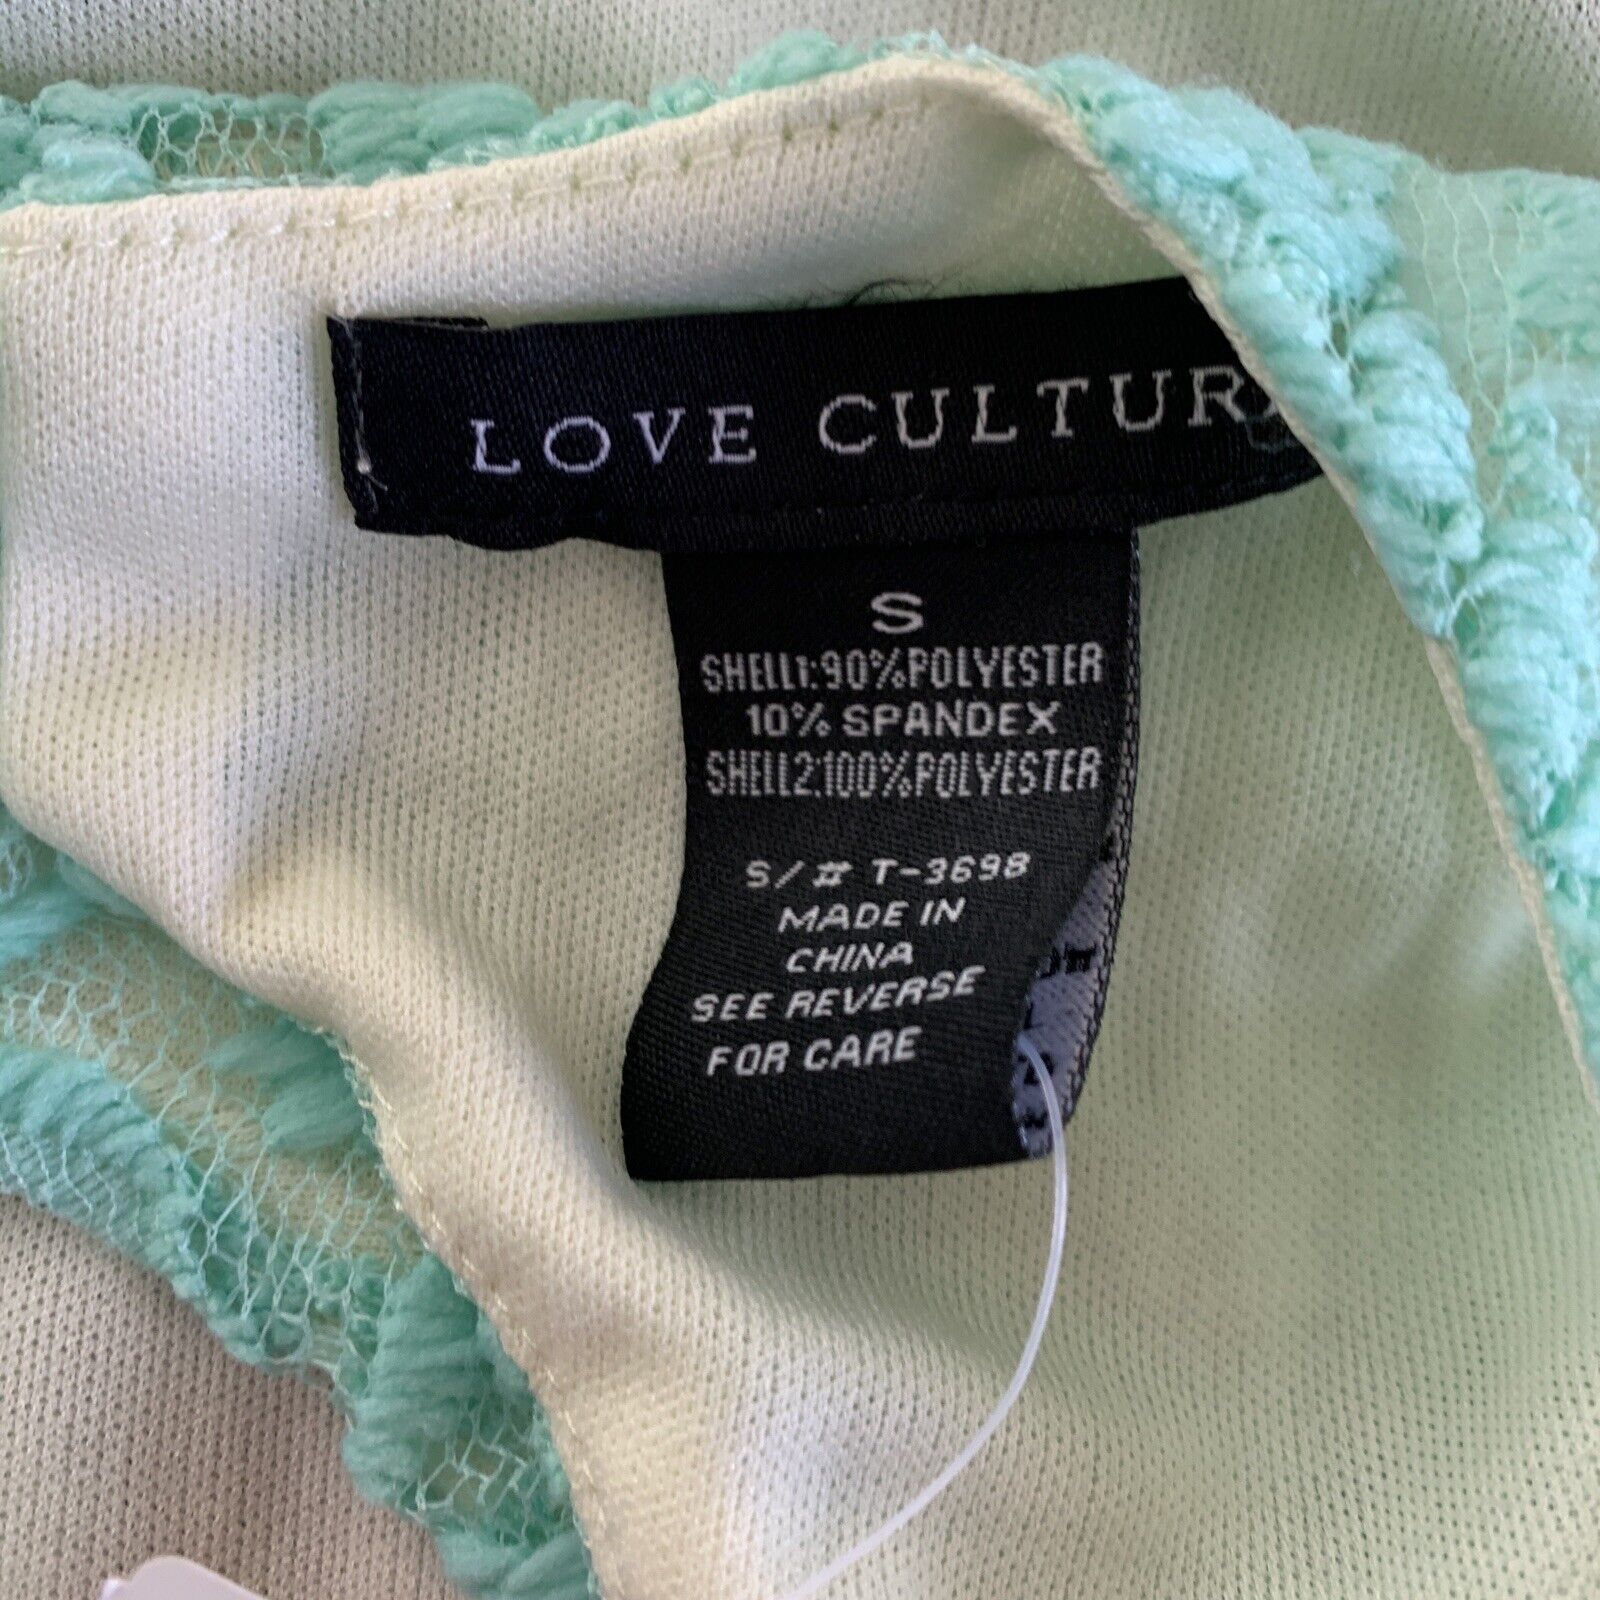 LOVE CULTUR
S
SHELL1:90%POLYESTER
10% SPANDEX
SHELL2:100%POLYESTER
S/# T-3698
MADE IN
CHINA
SEE REVERSE
FOR CARE